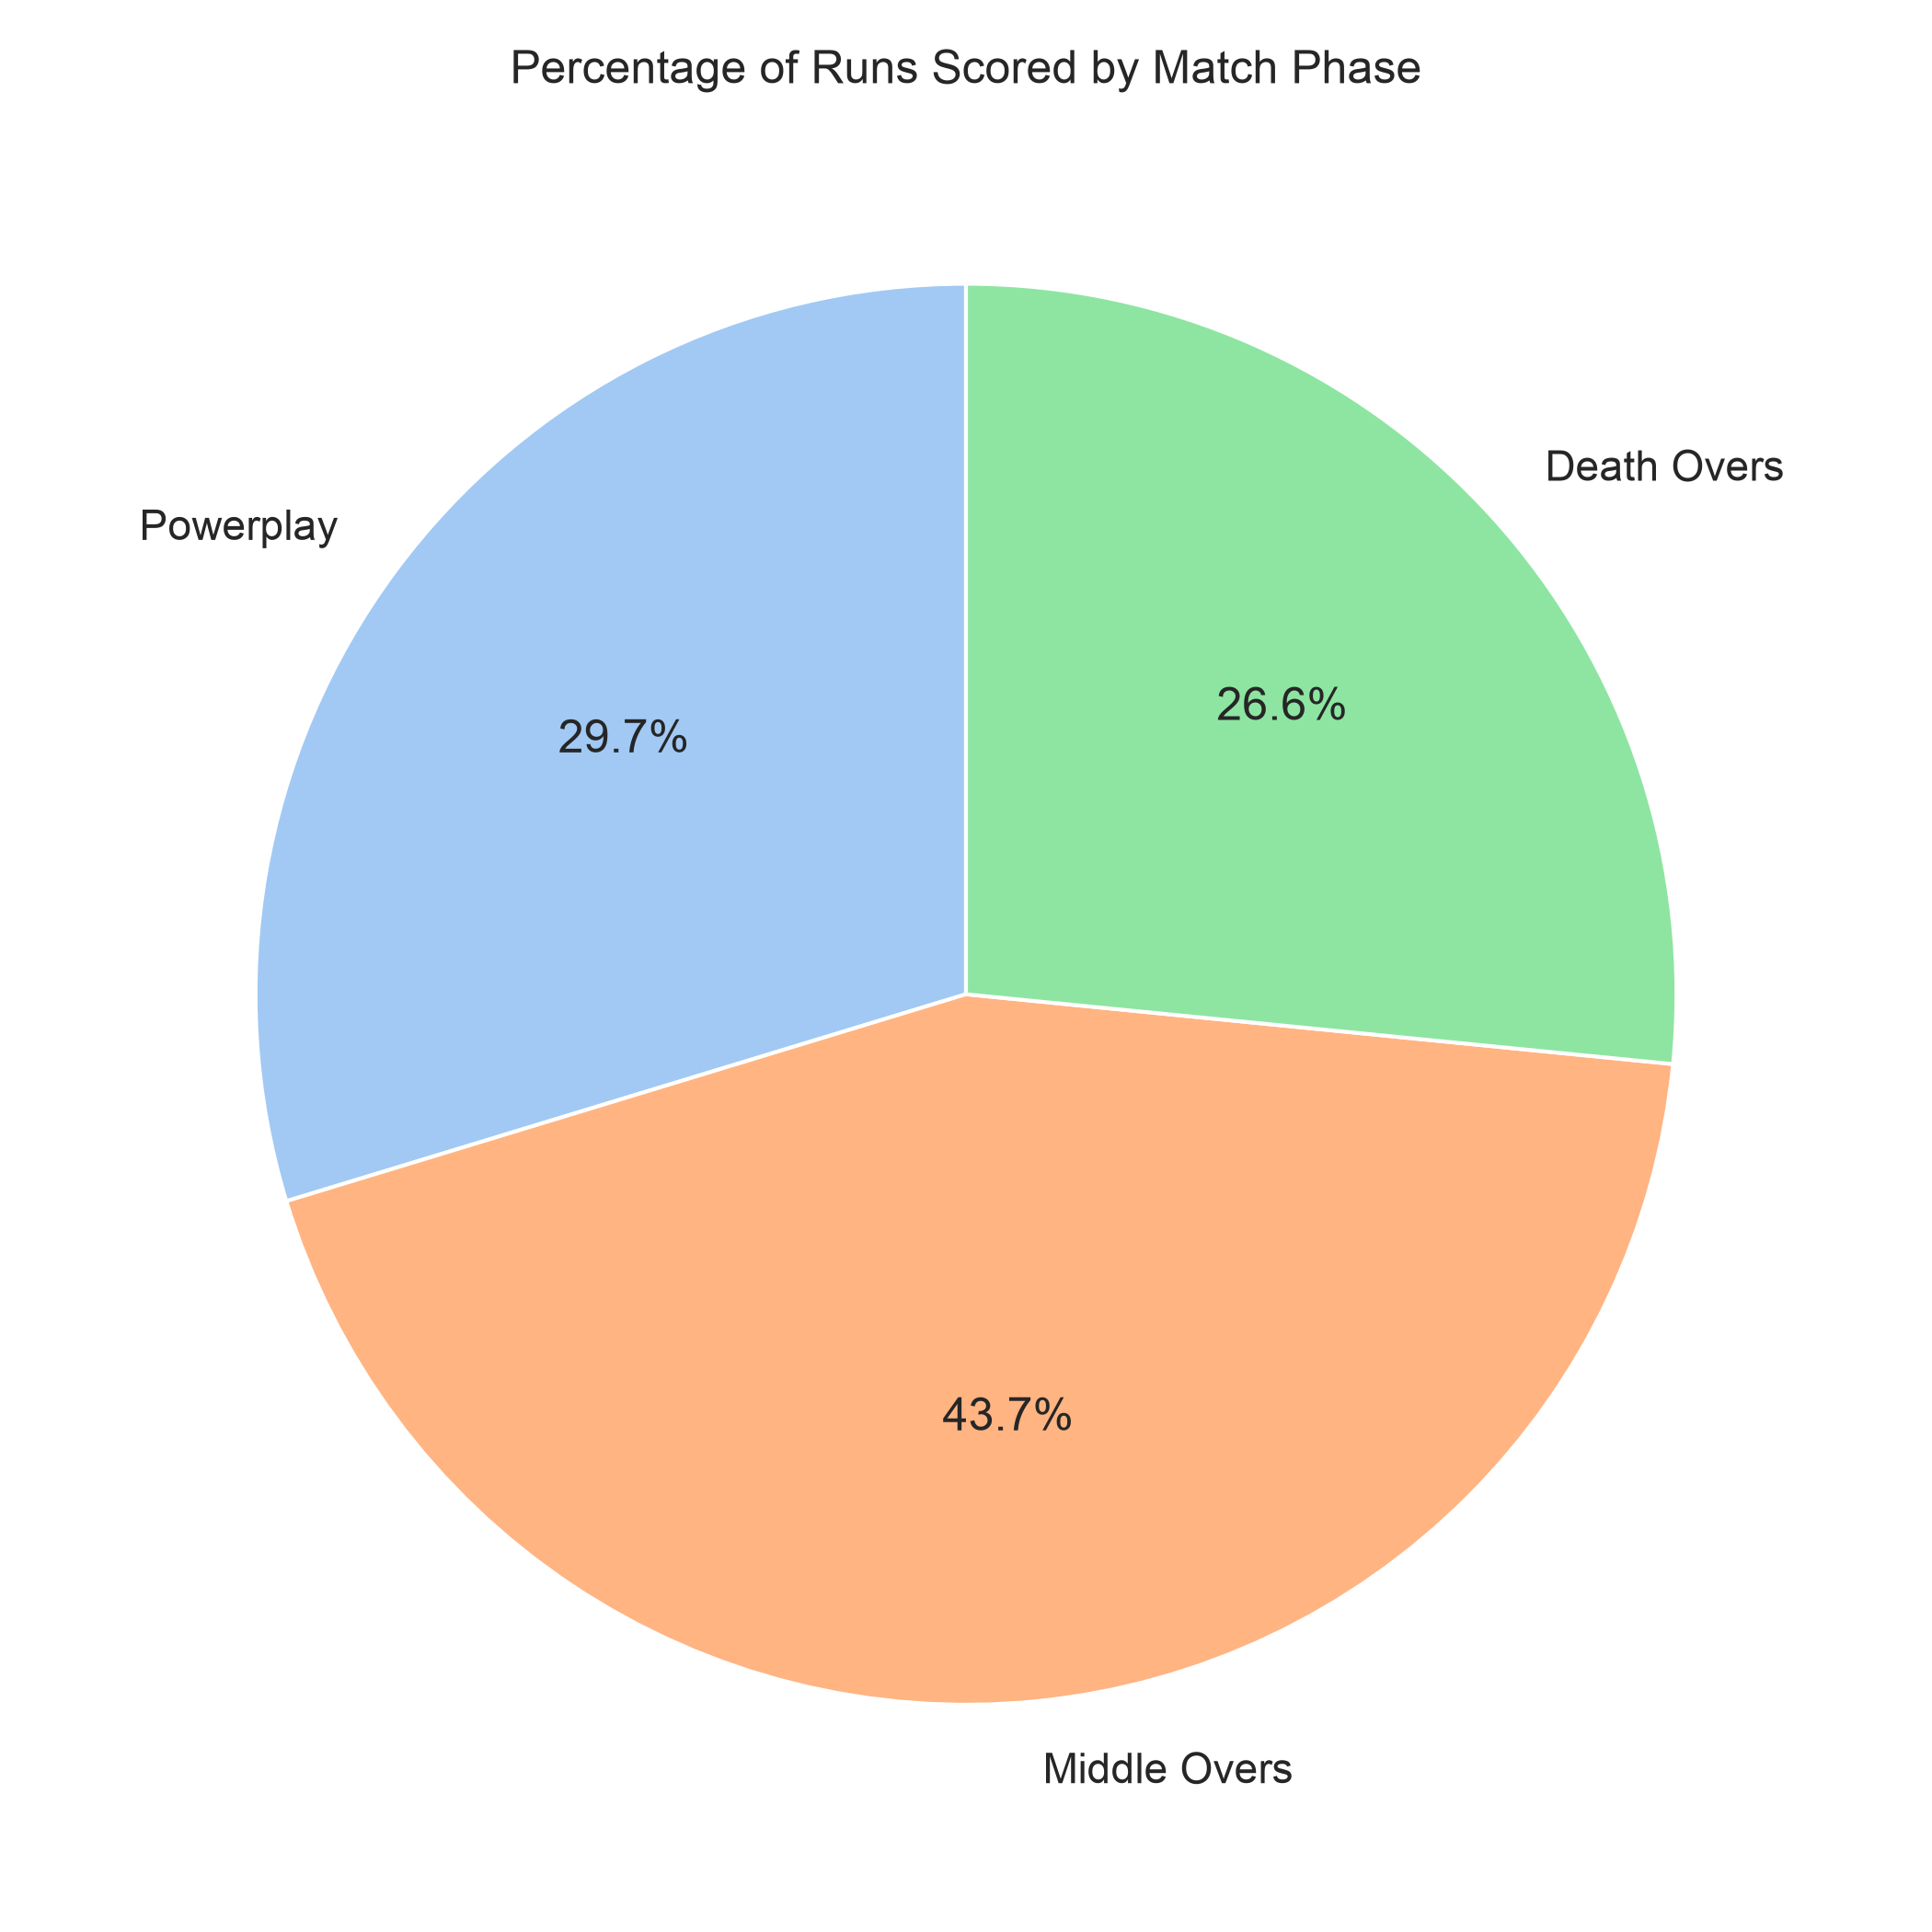 Percentage of Runs Scored by Match Phase
Death Overs
Powerplay
26.6%
29.7%
43.7%
Middle Overs